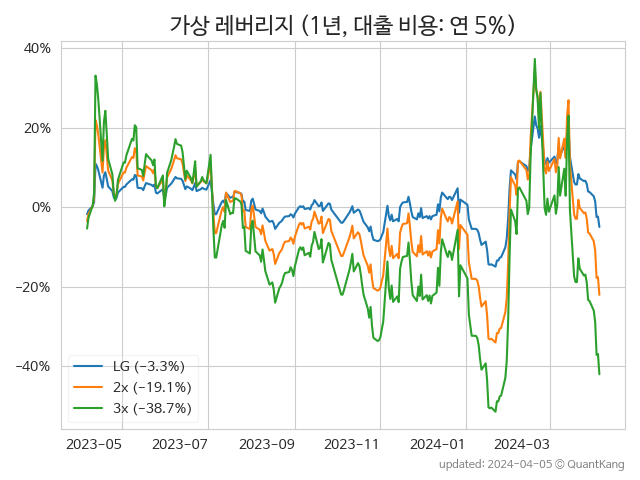 가상 레버리지 (1년, 대출 비용: 연 5%)
40%
20%
0%
−20%
−40%
LG (−3.3%)
2x (−19.1%)
3x (−38.7%)
2023-05 2023-07 2023-09 2023-11 2024-01 2024-03
updated: 2024-04-05 © QuantKang